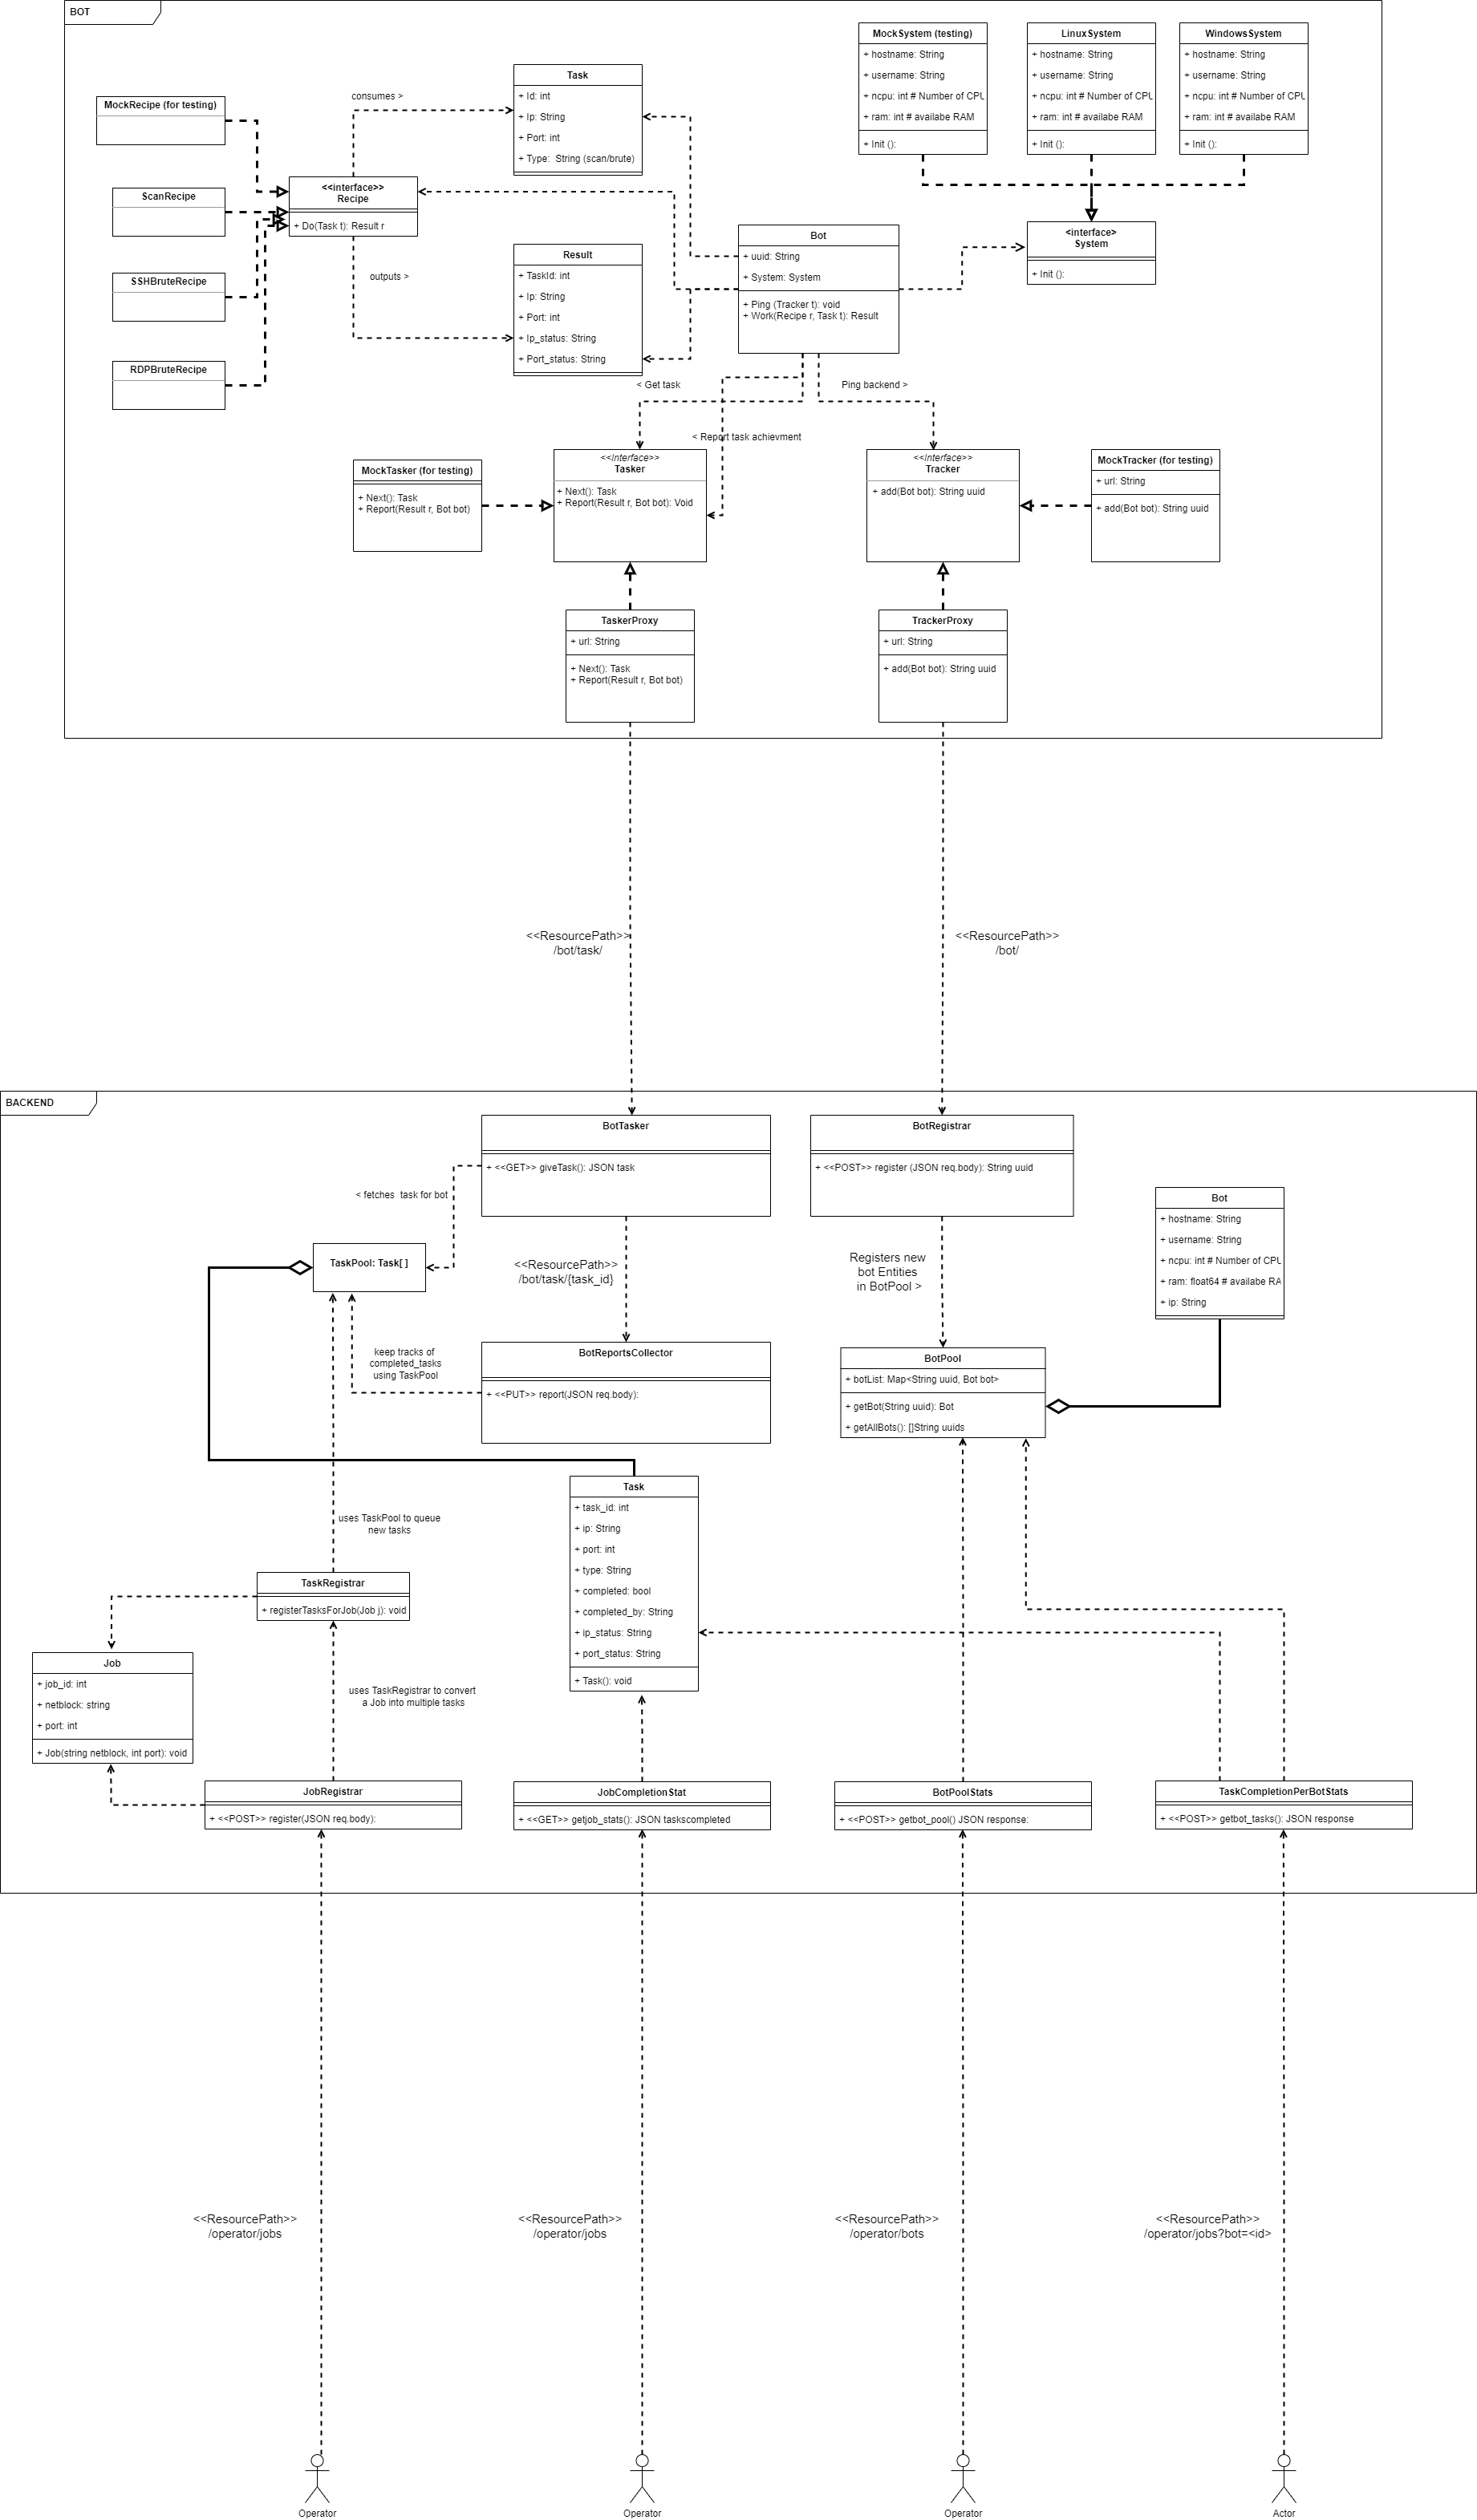 BOT
MockSystem (testing)
+ hostname: String
+ username: String
+ ncpu: int # Number of CPU
+ ram: int # availabe RAM
+ Init ():
LinuxSystem
+ hostname: String
+ username: String
+ ncpu: int # Number of CPU
+ ram: int # availabe RAM
+ Init ():
WindowsSystem
+ hostname: String
+ username: String
+ ncpu: int # Number of CPU
+ ram: int # availabe RAM
+ Init ():
Task
+ Id: int
+ Ip: String
+ Port: int
+ Type:  String (scan/brute)
consumes >
MockRecipe (for testing)
ScanRecipe
SSHBruteRecipe
RDPBruteRecipe
<<interface>>
Recipe
+ Do(Task t): Result r
outputs >
Result
+ TaskId: int
+ Ip: String
+ Port: int
+ Ip_status: String
+ Port_status: String
Bot
+ uuid: String
+ System: System
+ Ping (Tracker t): void
+ Work(Recipe r, Task t): Result
<interface>
System
+ Init ():
< Get task
Ping backend >
< Report task achievment
MockTasker (for testing)
+ Next(): Task
+ Report(Result r, Bot bot)
<<Interface>>
Tasker
+ Next(): Task
+ Report(Result r, Bot bot): Void
<<Interface>>
Tracker
+ add(Bot bot): String uuid
MockTracker (for testing)
+ url: String
+ add(Bot bot): String uuid
TaskerProxy
+ url: String
+ Next(): Task
+ Report(Result r, Bot bot)
TrackerProxy
+ url: String
+ add(Bot bot): String uuid
<<ResourcePath>>
/bot/task/
<<ResourcePath>>
/bot/
BACKEND
BotTasker
+ <<GET>> giveTask(): JSON task
BotRegistrar
+ <<POST>> register (JSON req.body): String uuid
< fetches  task for bot
TaskPool: Task[ ]
<<ResourcePath>>
/bot/task/{task_id}
Registers new
bot Entities
in BotPool >
Bot
+ hostname: String
+ username: String
+ ncpu: int # Number of CPU
+ ram: float64 # availabe RA
+ ip: String
keep tracks of
completed_tasks
using TaskPool
BotReportsCollector
+ <<PUT>> report(JSON req.body):
BotPool
+ botList: Map<String uuid, Bot bot>
+ getBot(String uuid): Bot
+ getAllBots(): []String uuids
Task
+ task_id: int
+ ip: String
+ port: int
+ type: String
+ completed: bool
+ completed_by: String
+ ip_status: String
+ port_status: String
+ Task(): void
uses TaskPool to queue
new tasks
TaskRegistrar
+ registerTasksForJob(Job j): void
Job
+ job_id: int
+ netblock: string
+ port: int
+ Job(string netblock, int port): void
uses TaskRegistrar to convert
a Job into multiple tasks
JobRegistrar
+ <<POST>> register(JSON req.body):
JobCompletionStat
+ <<GET>> getjob_stats(): JSON taskscompleted
BotPoolStats
+ <<POST>> getbot_pool() JSON response:
TaskCompletionPerBotStats
+ <<POST>> getbot_tasks(): JSON response
<<ResourcePath>>
/operator/jobs
<<ResourcePath>>
/operator/jobs
<<ResourcePath>>
/operator/bots
<<ResourcePath>>
/operator/jobs?bot=<id>
Operator
Operator
Operator
Actor